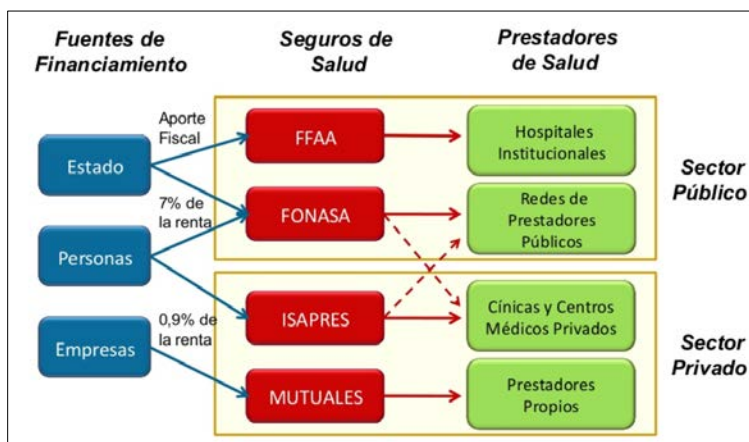 Fuentes de
Financiamiento
Seguros de
Salud
Prestadores
de Salud
Aporte
Fiscal
Estado
FFAA
Hospitales
Institucionales
Sector
Público
7% de
la renta
FONASA
Redes de
Prestadores
Públicos
Personas
ISAPRES
Cínicas y Centros
Médicos Privados
0,9% de
la renta
Empresas
Sector
Privado
MUTUALES
Prestadores
Propios